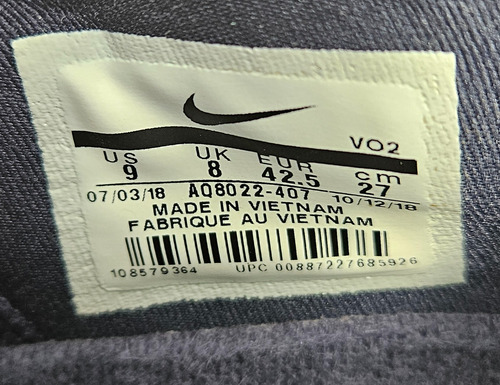 VO2
US UK EUR cm
9 8 42.5 27
07/03/18 AQ8022-407 10/12/18
MADE IN VIETNAM
FABRIQUE AU VIETNAM
108579364 UPC 00887227685926